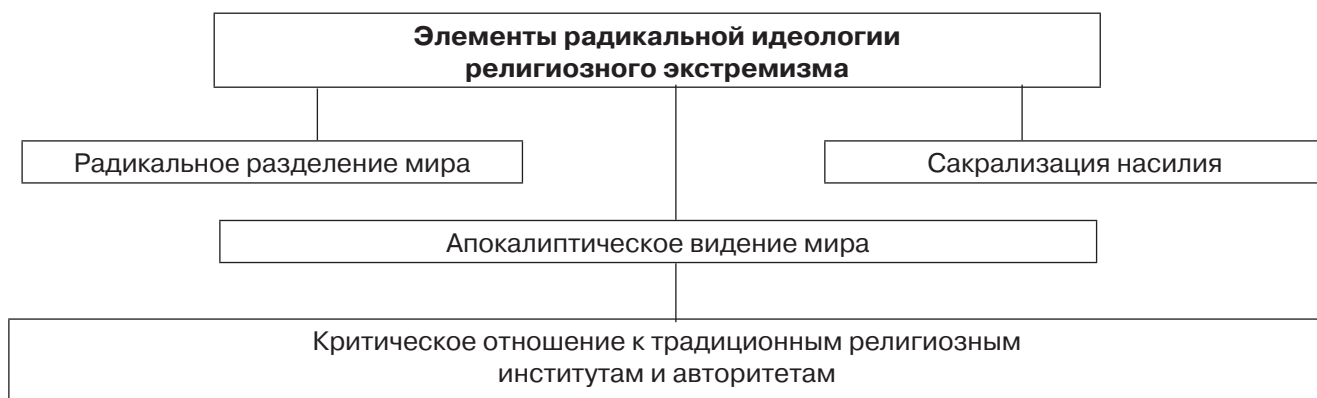 Элементы радикальной идеологии
религиозного экстремизма
Радикальное разделение мира
Сакрализация насилия
Апокалиптическое видение мира
Критическое отношение к традиционным религиозным
институтам и авторитетам